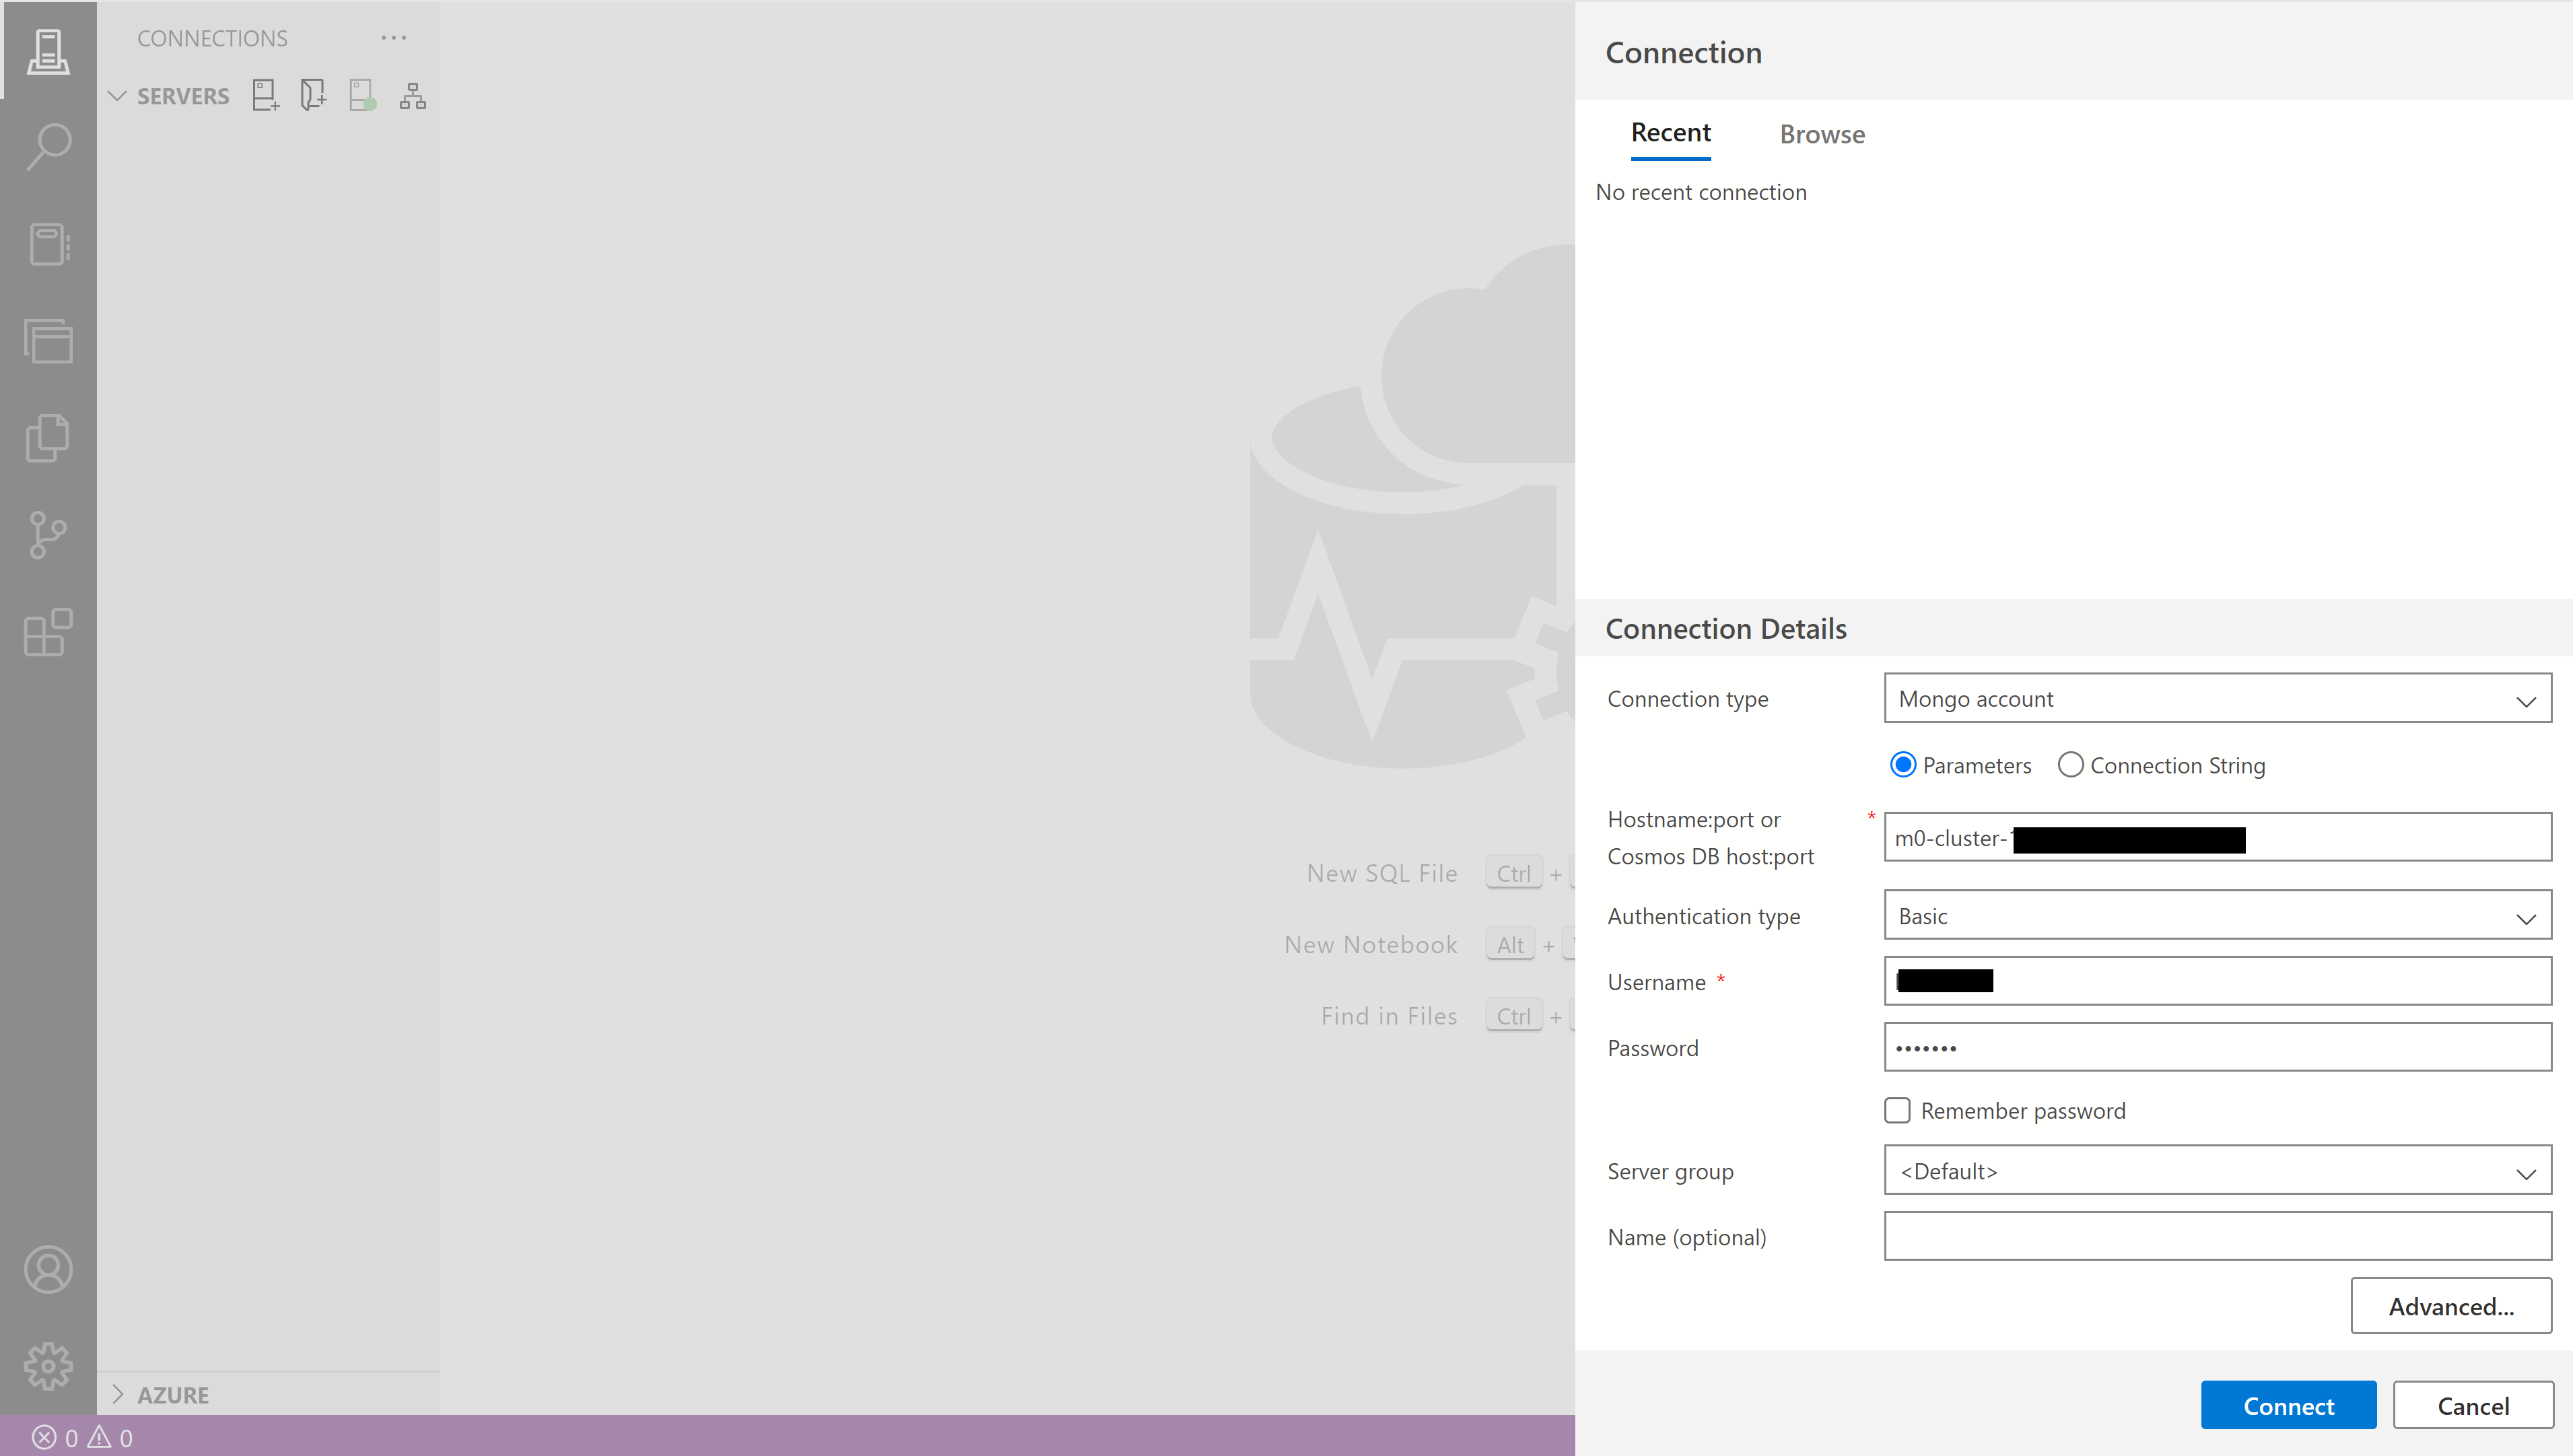 CONNECTIONS
SERVERS
New SQL File Ctrl +
New Notebook Alt +
Find in Files Ctrl +
AZURE
0 0
Connection
Recent Browse
No recent connection
Connection Details
Connection type Mongo account
Parameters Connection String
Hostname:port or * m0-cluster-
Cosmos DB host:port
Authentication type Basic
Username *
Password •••••••
Remember password
Server group <Default>
Name (optional)
Advanced...
Connect Cancel